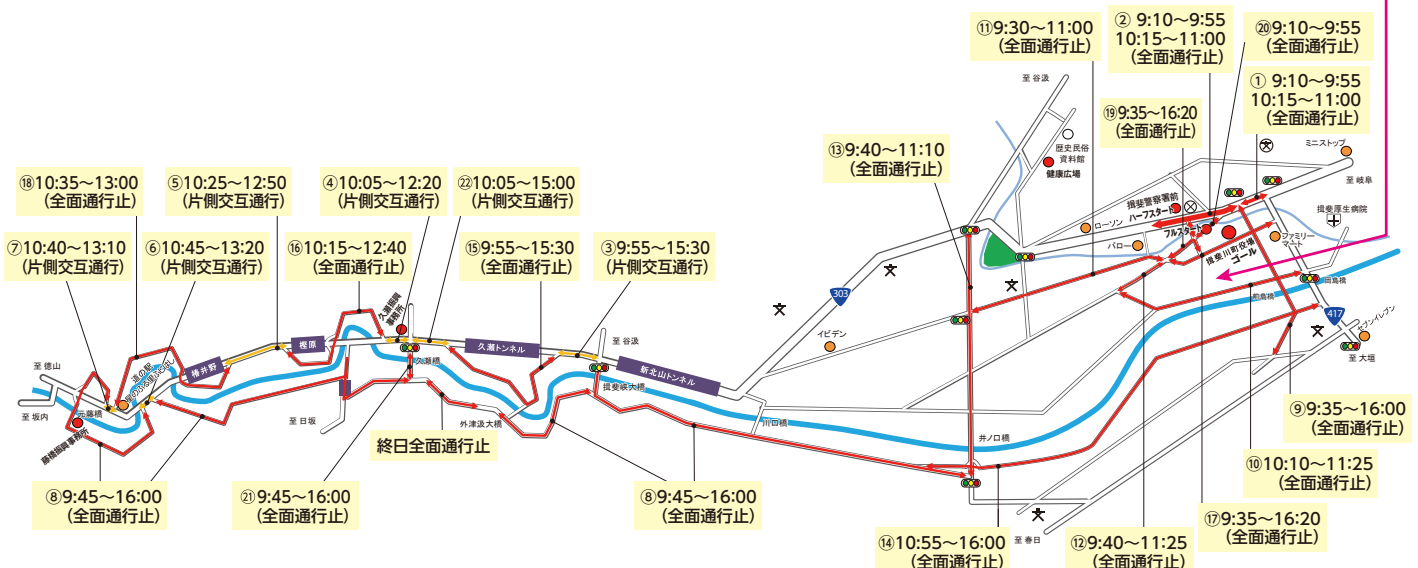 ⑪9:30～11:00
(全面通行止)
② 9:10～9:55
10:15～11:00
(全面通行止)
⑳9:10～9:55
(全面通行止)
① 9:10～9:55
10:15～11:00
(全面通行止)
⑲9:35～16:20
(全面通行止)
⑬9:40～11:10
(全面通行止)
至 谷汲
歴史民俗
資料館
健康広場
ミニストップ
至 岐阜
揖斐警察署前
ハーフスタート
フルスタート
揖斐厚生病院
ローソン
バロー
ファミリー
マート
揖斐川町役場
ゴール
岡島橋
前島橋
417
セブンイレブン
至 大垣
303
イビデン
⑱10:35～13:00
(全面通行止)
⑤10:25～12:50
(片側交互通行)
④10:05～12:20
(片側交互通行)
㉒10:05～15:00
(片側交互通行)
⑦10:40～13:10
(片側交互通行)
⑥10:45～13:20
(片側交互通行)
⑯10:15～12:40
(全面通行止)
⑮9:55～15:30
(全面通行止)
③9:55～15:30
(片側交互通行)
久瀬振興
事務所
至 谷汲
樫原
久瀬トンネル
新北山トンネル
椿井野
道の駅
至 徳山
至 坂内
元藤橋
藤橋振興事務所
久瀬橋
揖斐峡大橋
至 日坂
外津汲大橋
川口橋
井ノ口橋
終日全面通行止
⑧9:45～16:00
(全面通行止)
㉑9:45～16:00
(全面通行止)
⑧9:45～16:00
(全面通行止)
⑨9:35～16:00
(全面通行止)
⑩10:10～11:25
(全面通行止)
⑰9:35～16:20
(全面通行止)
至 春日
⑭10:55～16:00
(全面通行止)
⑫9:40～11:25
(全面通行止)